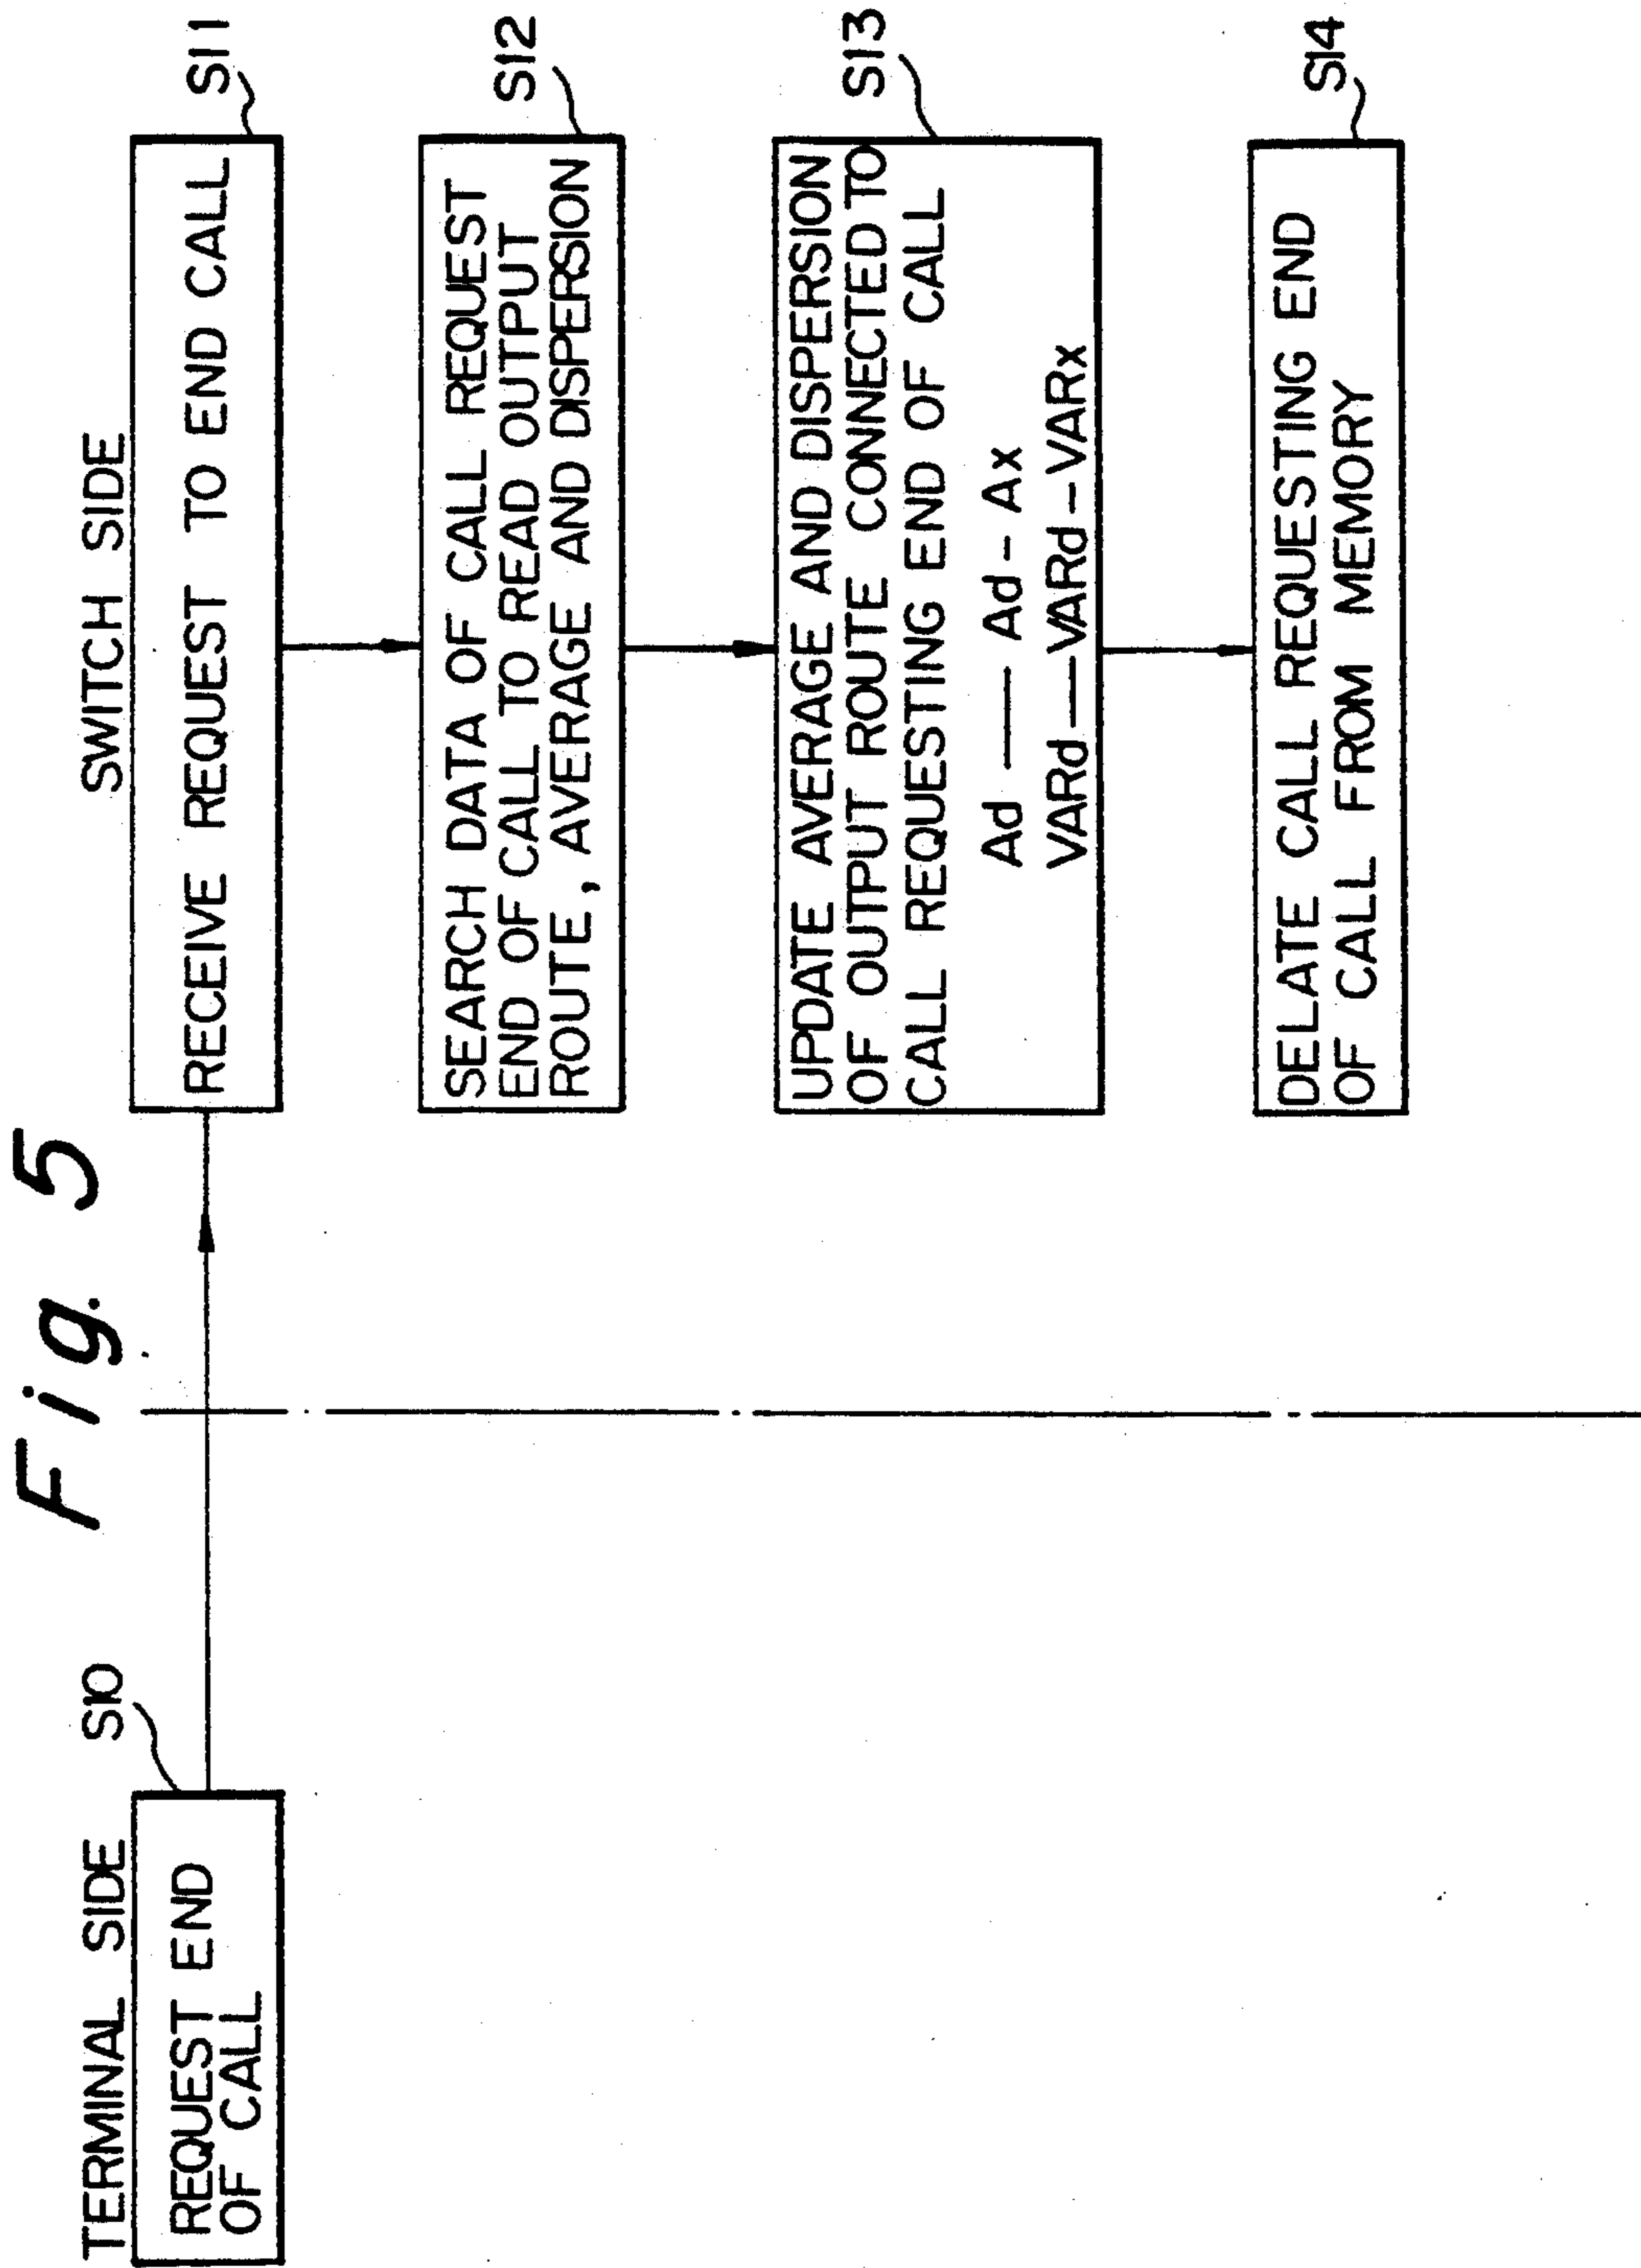 Fig. 5
TERMINAL SIDE
S10
REQUEST END
OF CALL
SWITCH SIDE
S11
RECEIVE REQUEST TO END CALL
S12
SEARCH DATA OF CALL REQUEST
END OF CALL TO READ OUTPUT
ROUTE, AVERAGE AND DISPERSION
S13
UPDATE AVERAGE AND DISPERSION
OF OUTPUT ROUTE CONNECTED TO
CALL REQUESTING END OF CALL
Ad — Ad - Ax
VARd — VARd - VARx
S14
DELATE CALL REQUESTING END
OF CALL FROM MEMORY